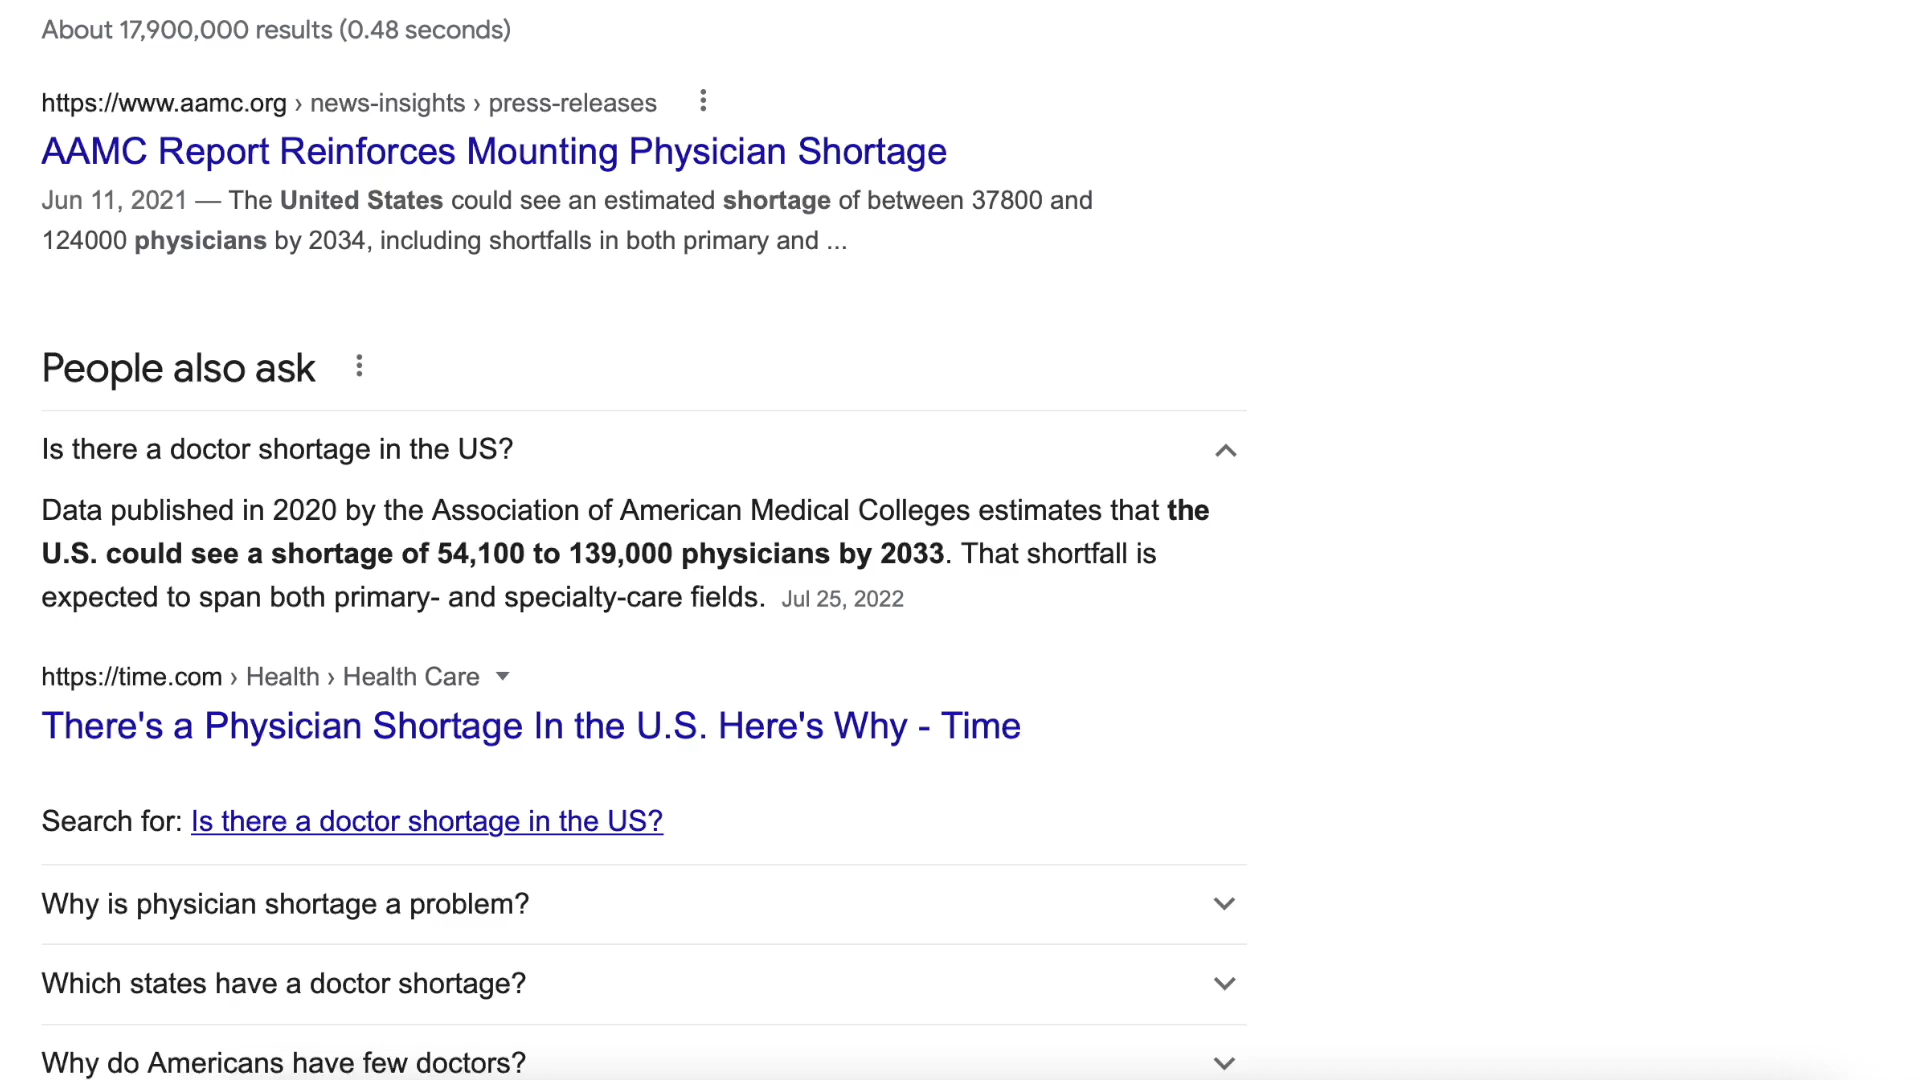 About 17,900,000 results (0.48 seconds)
https://www.aamc.org › news-insights › press-releases
AAMC Report Reinforces Mounting Physician Shortage
Jun 11, 2021 — The United States could see an estimated shortage of between 37800 and
124000 physicians by 2034, including shortfalls in both primary and ...
People also ask
Is there a doctor shortage in the US?
Data published in 2020 by the Association of American Medical Colleges estimates that the
U.S. could see a shortage of 54,100 to 139,000 physicians by 2033. That shortfall is
expected to span both primary- and specialty-care fields. Jul 25, 2022
https://time.com › Health › Health Care
There's a Physician Shortage In the U.S. Here's Why - Time
Search for: Is there a doctor shortage in the US?
Why is physician shortage a problem?
Which states have a doctor shortage?
Why do Americans have few doctors?